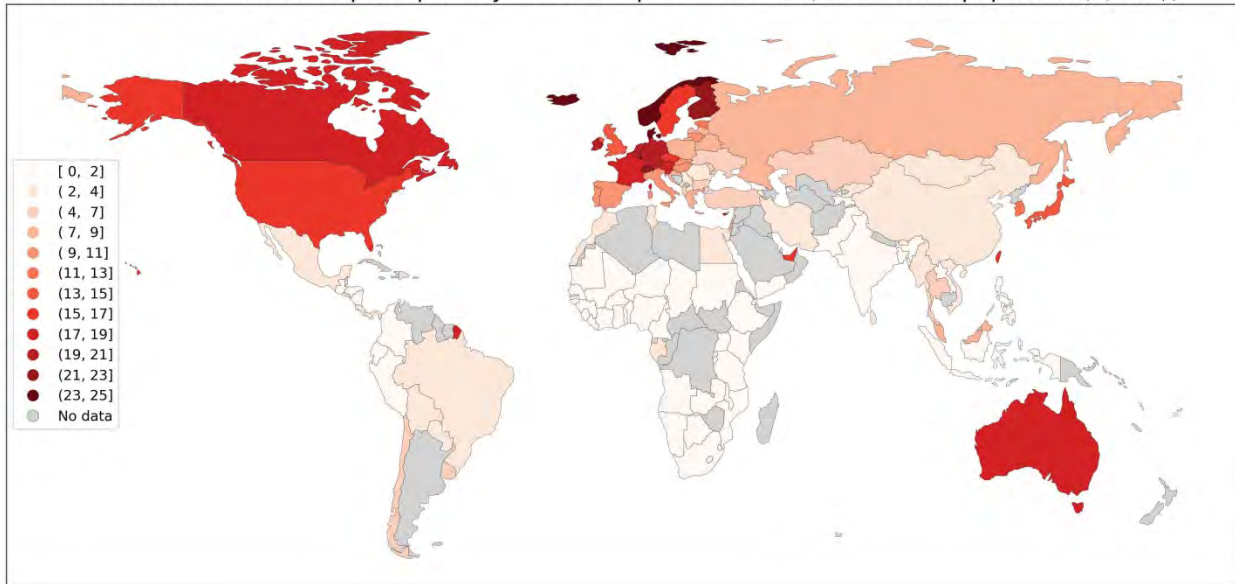 [ 0, 2]
( 2, 4]
( 4, 7]
( 7, 9]
( 9, 11]
(11, 13]
(13, 15]
(15, 17]
(17, 19]
(19, 21]
(21, 23]
(23, 25]
No data